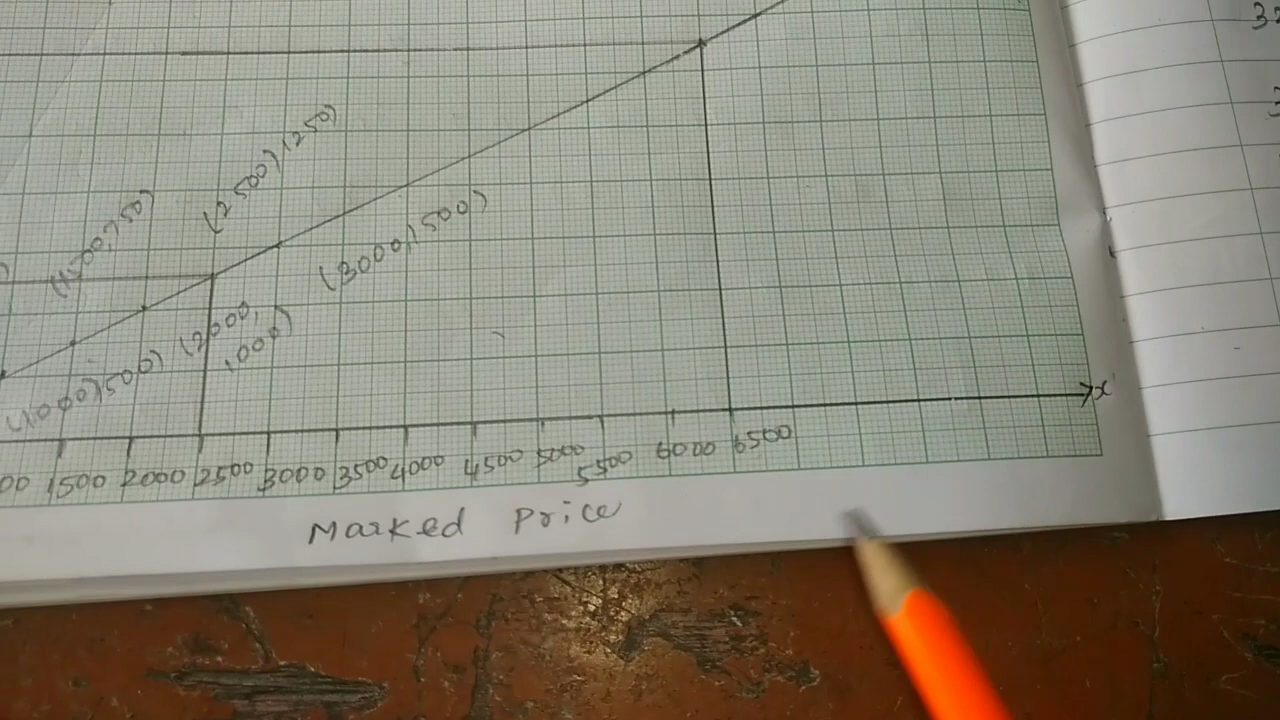 (1500,750)
(2500,1250)
(3000,1500)
(1000,500)
(2000,
1000)
x
00 1500 2000 2500 3000 3500 4000 4500 5000 5500 6000 6500
Marked Price